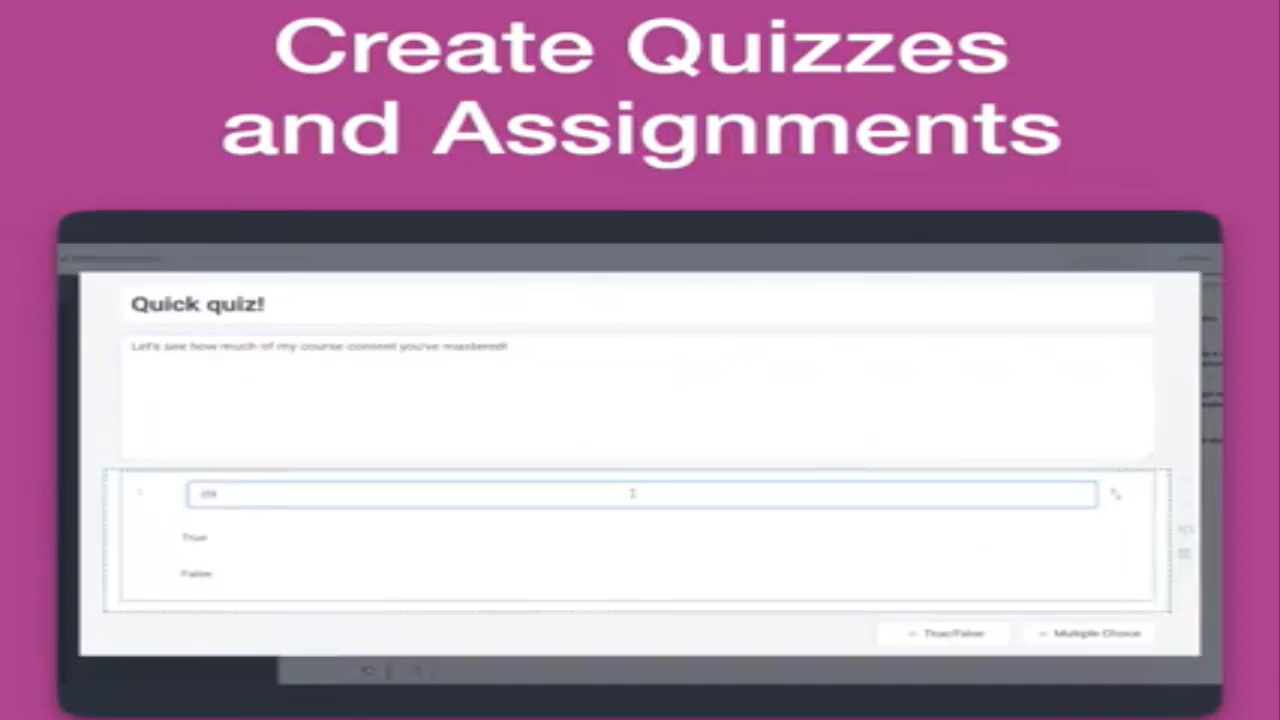 Create Quizzes
and Assignments
Quick quiz!
Let's see how much of my course content you've mastered!
True
False
True/False
Multiple Choice